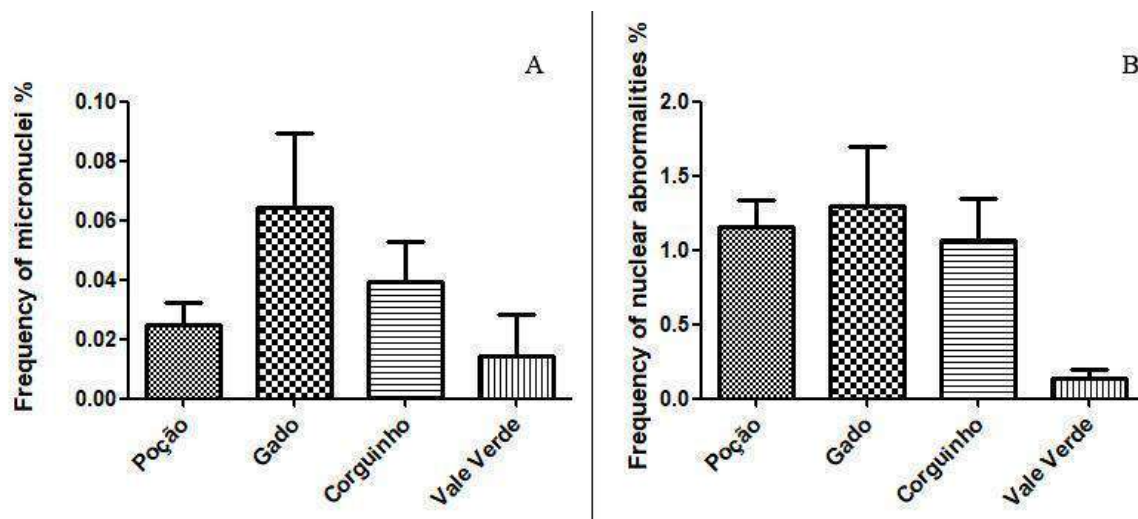 A
Frequency of micronuclei %
0.10
0.08
0.06
0.04
0.02
0.00
Poção
Gado
Corguinho
Vale Verde
B
Frequency of nuclear abnormalities %
2.0
1.5
1.0
0.5
0.0
Poção
Gado
Corguinho
Vale Verde